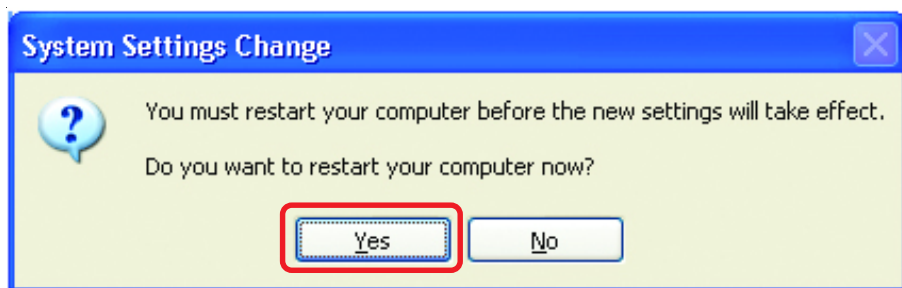 System Settings Change
You must restart your computer before the new settings will take effect.
Do you want to restart your computer now?
Yes No